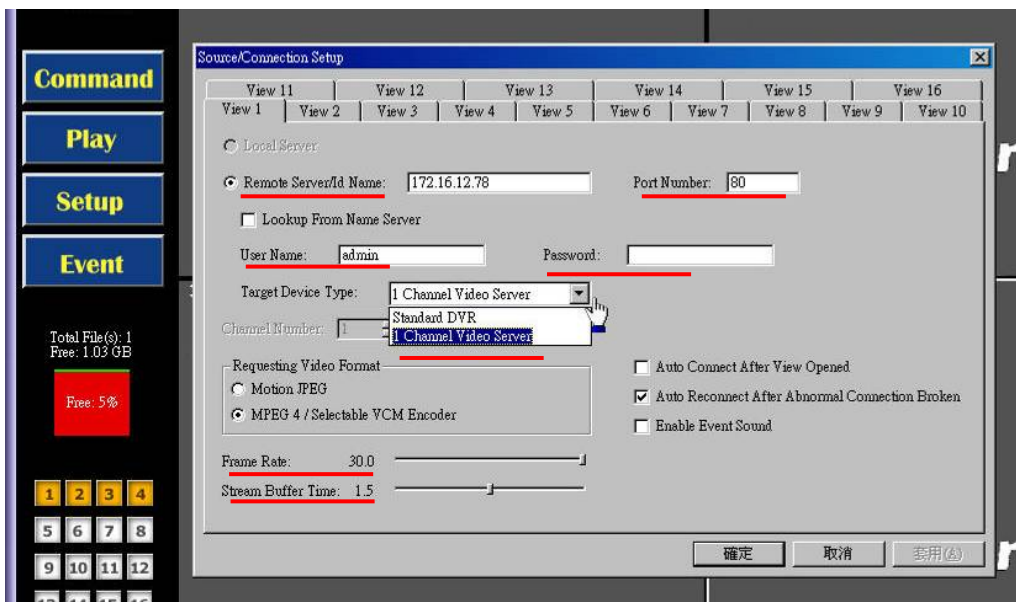 Command
Play
Setup
Event
Total File(s): 1
Free: 1.03 GB
Free: 5%
1 2 3 4
5 6 7 8
9 10 11 12
13 14 15 16
Source/Connection Setup
View 11 View 12 View 13 View 14 View 15 View 16
View 1 View 2 View 3 View 4 View 5 View 6 View 7 View 8 View 9 View 10
Local Server
Remote Server/Id Name: 172.16.12.78 Port Number: 80
Lookup From Name Server
User Name: admin Password:
Target Device Type: 1 Channel Video Server
Standard DVR
Channel Number: 1
1 Channel Video Server
Requesting Video Format
Motion JPEG
MPEG 4 / Selectable VCM Encoder
Auto Connect After View Opened
Auto Reconnect After Abnormal Connection Broken
Enable Event Sound
Frame Rate: 30.0
Stream Buffer Time: 1.5
確定 取消 套用(A)